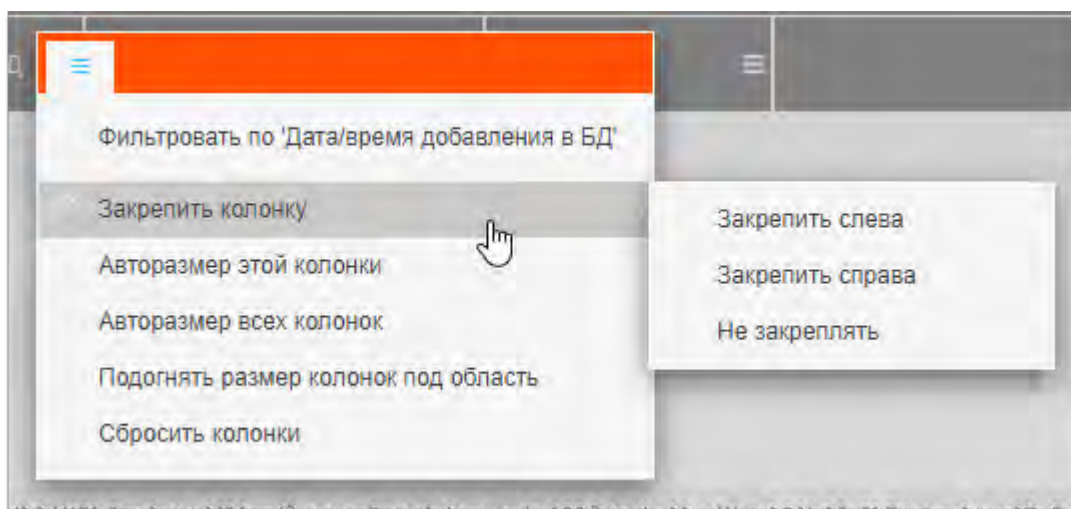 Фильтровать по 'Дата/время добавления в БД'
Закрепить колонку
Закрепить слева
Авторазмер этой колонки
Закрепить справа
Авторазмер всех колонок
Не закреплять
Подогнать размер колонок под область
Сбросить колонки